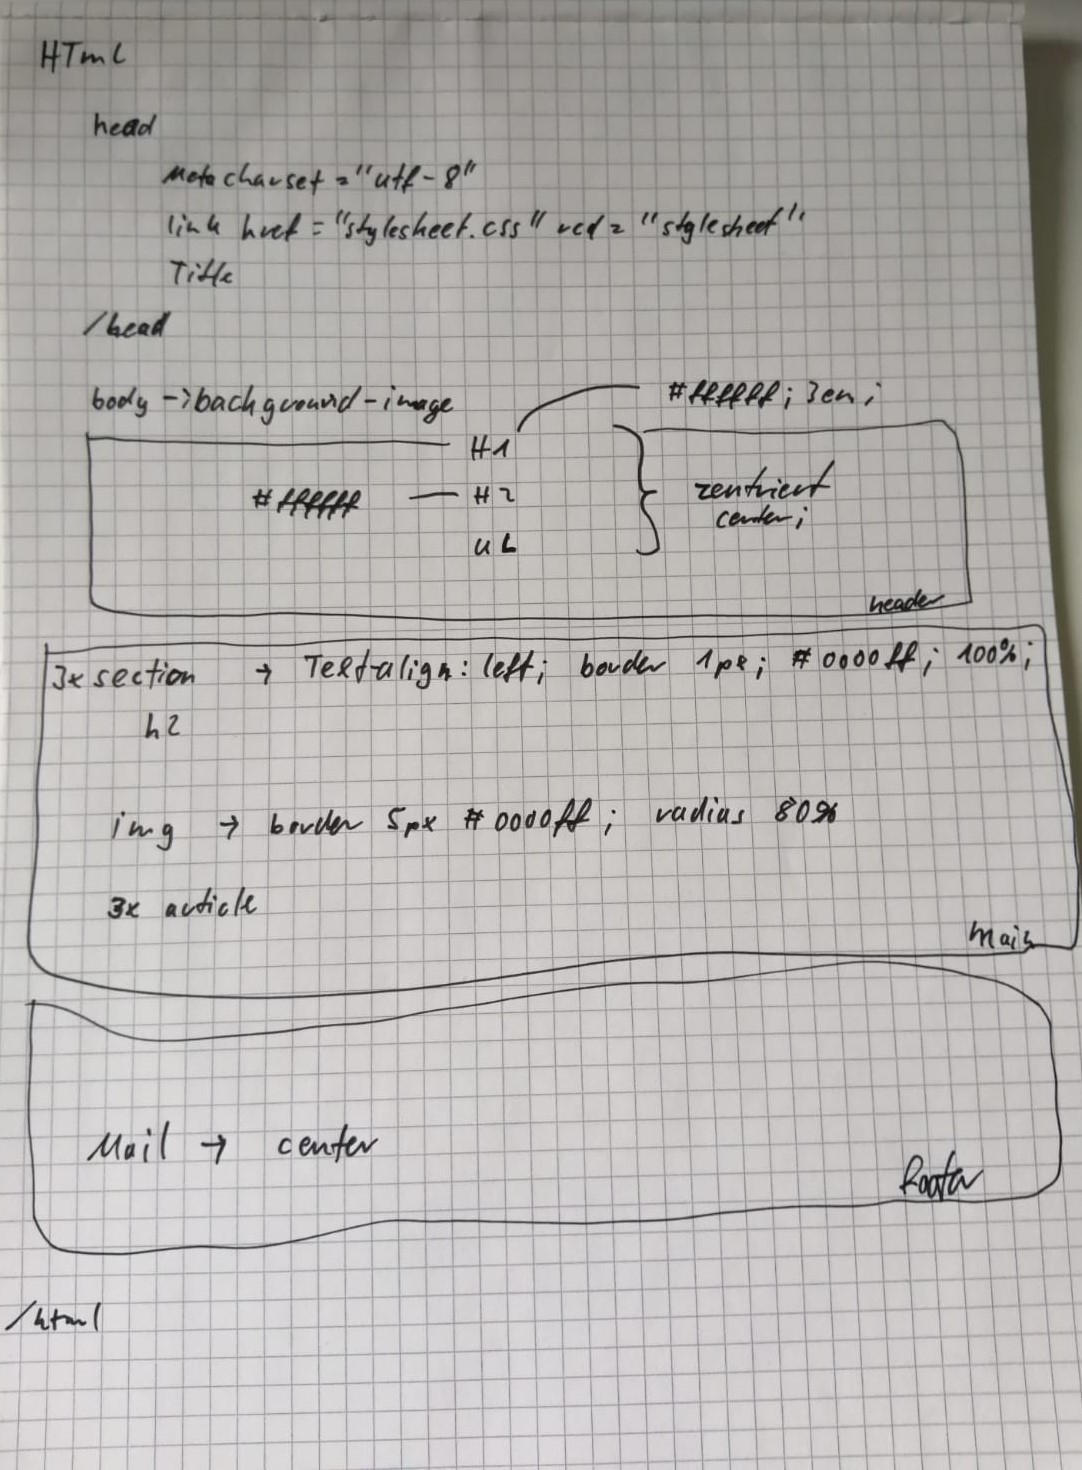 HTmL
head
Meta charset = "utf-8"
link href = "stylesheet.css" rel = "stylesheet"
Title
/head
body -> background-image
#ffffff; 3em;
H1
#ffffff — H2
zentriert
center;
UL
header
3x section → Text-align: left; border 1px; #0000ff; 100%;
h2
img → border 5px #0000ff; radius 80%
3x article
Main
Mail → center
footer
/html